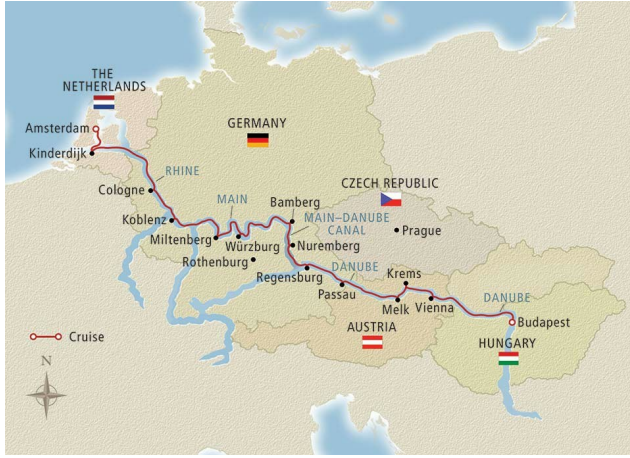 THE
NETHERLANDS
Amsterdam
Kinderdijk
GERMANY
RHINE
Cologne
CZECH REPUBLIC
MAIN
Bamberg
Koblenz
MAIN–DANUBE
CANAL
Miltenberg
Würzburg
Prague
Nuremberg
Rothenburg
Regensburg
DANUBE
Krems
Passau
Melk
Vienna
DANUBE
Budapest
AUSTRIA
HUNGARY
Cruise
N